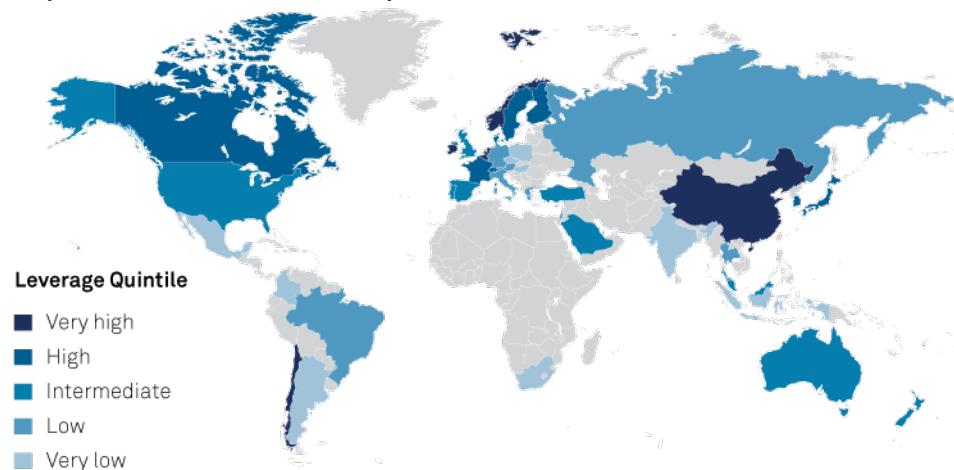 Leverage Quintile
Very high
High
Intermediate
Low
Very low